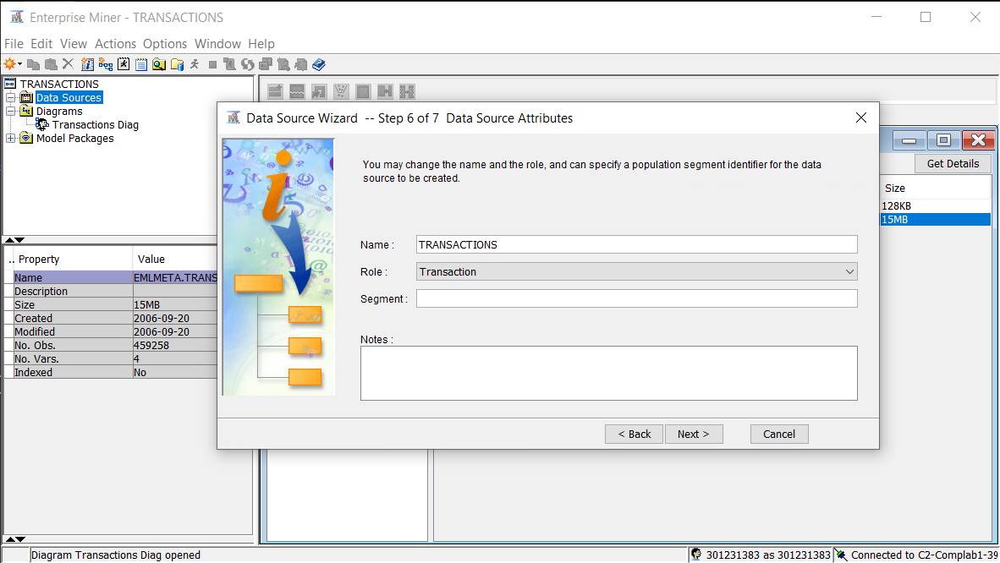 Enterprise Miner - TRANSACTIONS
File Edit View Actions Options Window Help
TRANSACTIONS
Data Sources
Diagrams
Transactions Diag
Model Packages
.. Property Value
Name EMLMETA.TRANS
Description
Size 15MB
Created 2006-09-20
Modified 2006-09-20
No. Obs. 459258
No. Vars. 4
Indexed No
Data Source Wizard -- Step 6 of 7 Data Source Attributes
You may change the name and the role, and can specify a population segment identifier for the data
source to be created.
Name : TRANSACTIONS
Role : Transaction
Segment :
Notes :
< Back Next > Cancel
Get Details
Size
128KB
15MB
Diagram Transactions Diag opened
301231383 as 301231383
Connected to C2-Complab1-39